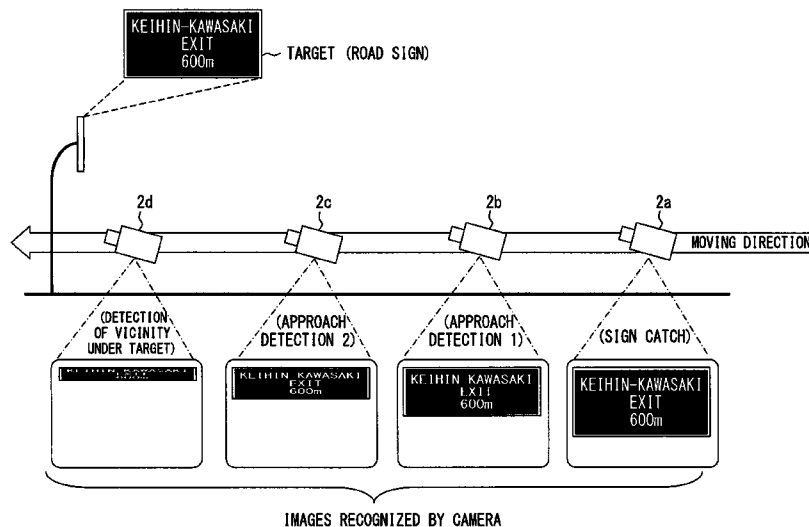 KEIHIN-KAWASAKI
EXIT
600m
TARGET (ROAD SIGN)
2d
2c
2b
2a
MOVING DIRECTION
(DETECTION
OF VICINITY
UNDER TARGET)
(APPROACH
DETECTION 2)
(APPROACH
DETECTION 1)
(SIGN CATCH)
KEIHIN KAWASAKI
KEIHIN-KAWASAKI
EXIT
600m
KEIHIN KAWASAKI
EXIT
600m
KEIHIN-KAWASAKI
EXIT
600m
IMAGES RECOGNIZED BY CAMERA